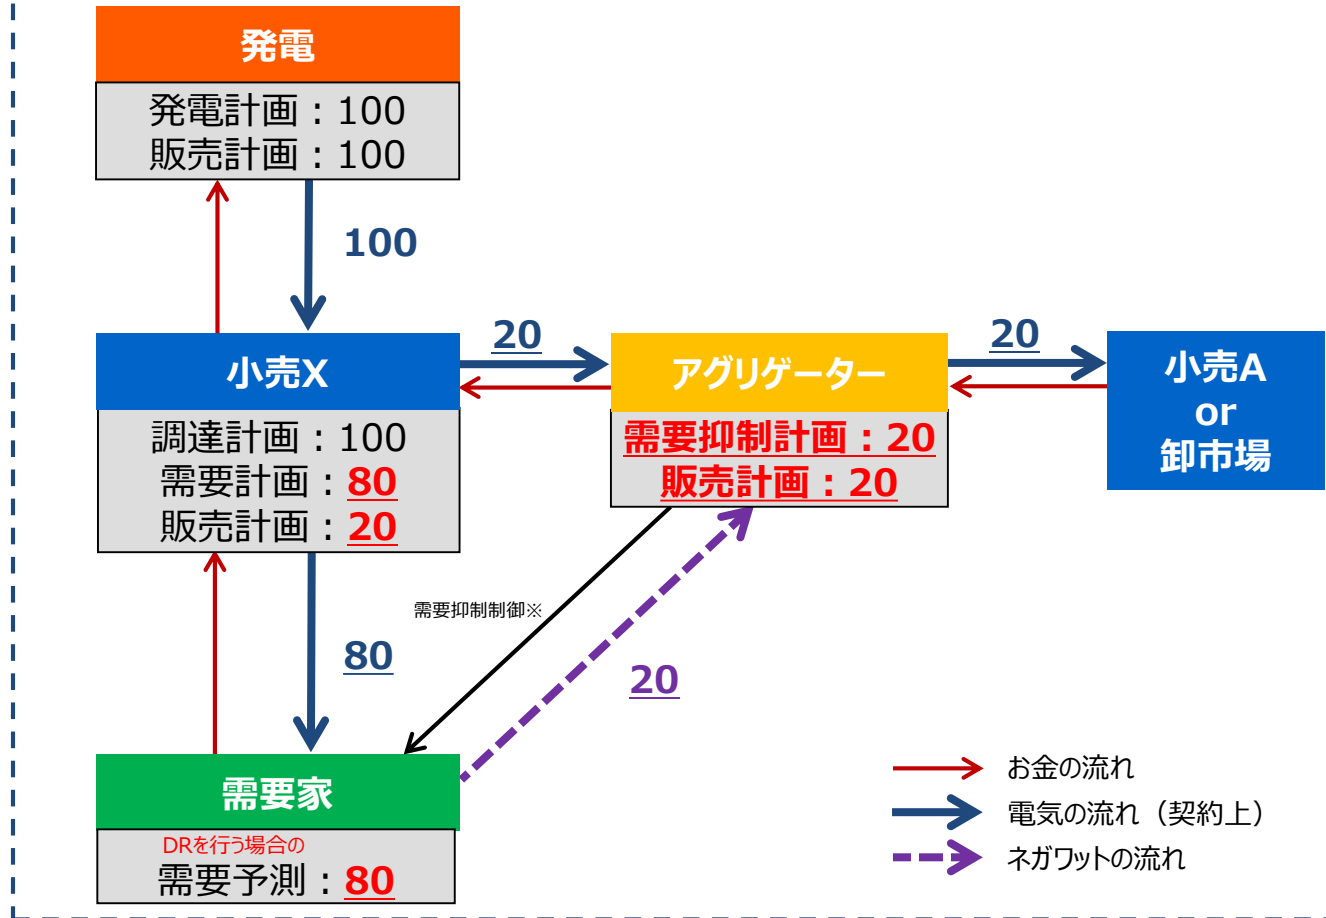 発電
発電計画：100
販売計画：100
100
小売X
調達計画：100
需要計画：80
販売計画：20
20
アグリゲーター
需要抑制計画：20
販売計画：20
20
小売A
or
卸市場
需要抑制制御※
80
20
需要家
DRを行う場合の
需要予測：80
お金の流れ
電気の流れ（契約上）
ネガワットの流れ